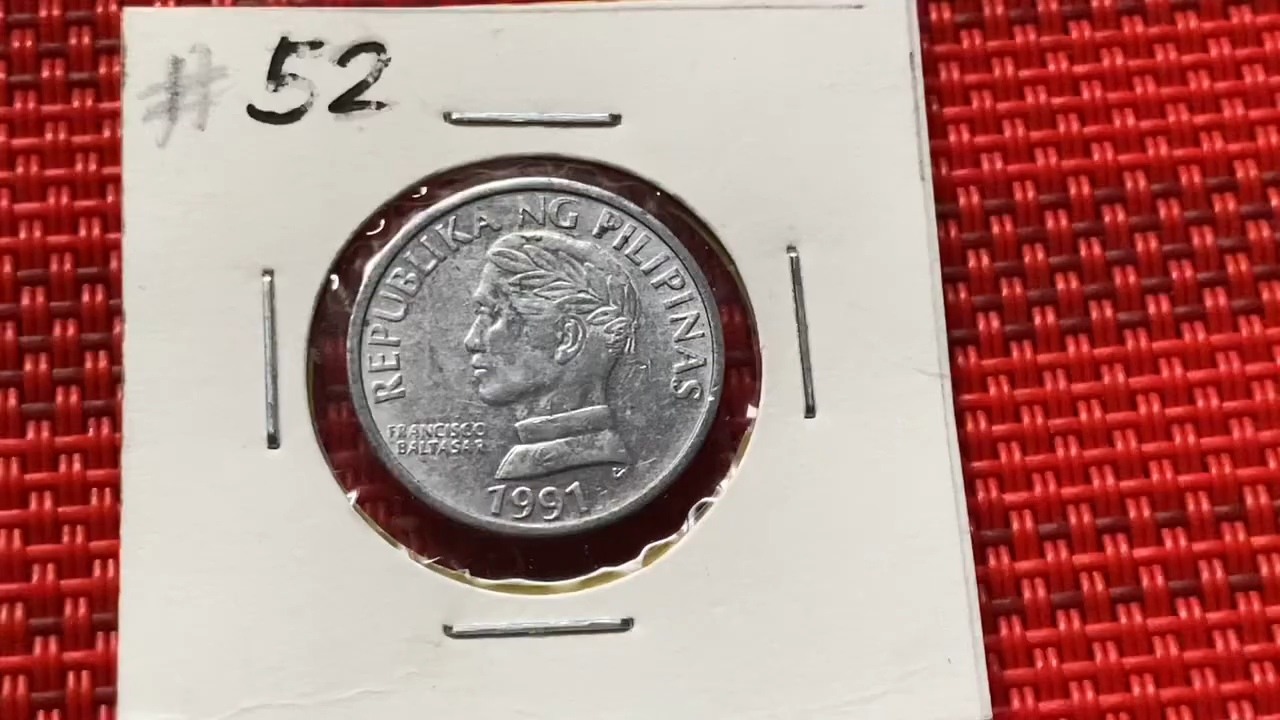 #52
REPUBLIKA NG PILIPINAS
FRANCISCO
BALTASAR
1991